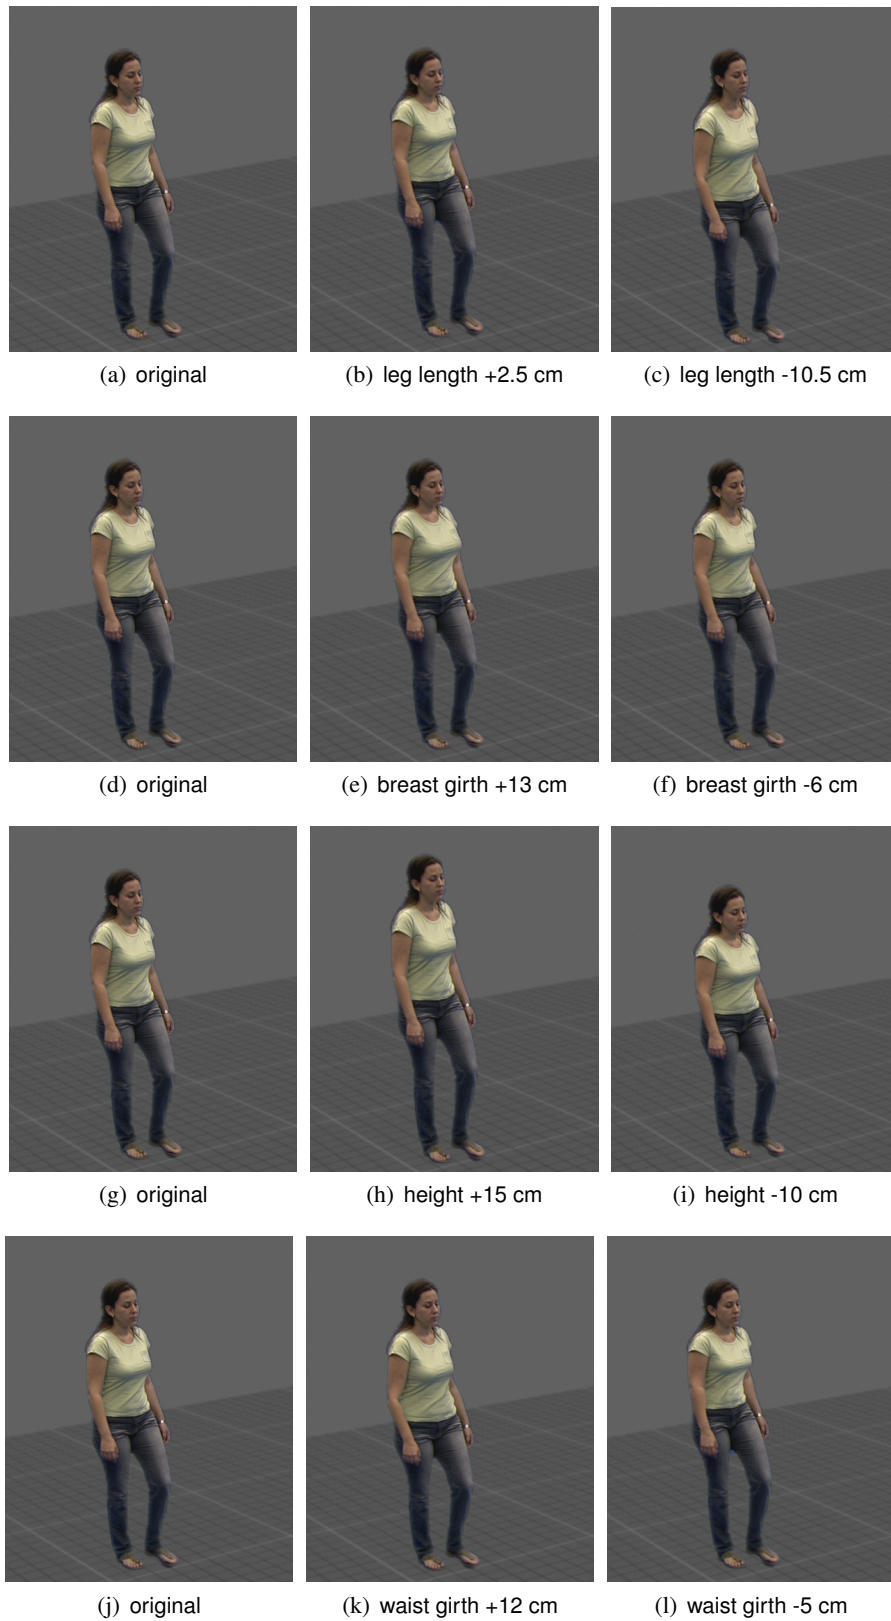 (a) original (b) leg length +2.5 cm (c) leg length -10.5 cm
(d) original (e) breast girth +13 cm (f) breast girth -6 cm
(g) original (h) height +15 cm (i) height -10 cm
(j) original (k) waist girth +12 cm (l) waist girth -5 cm